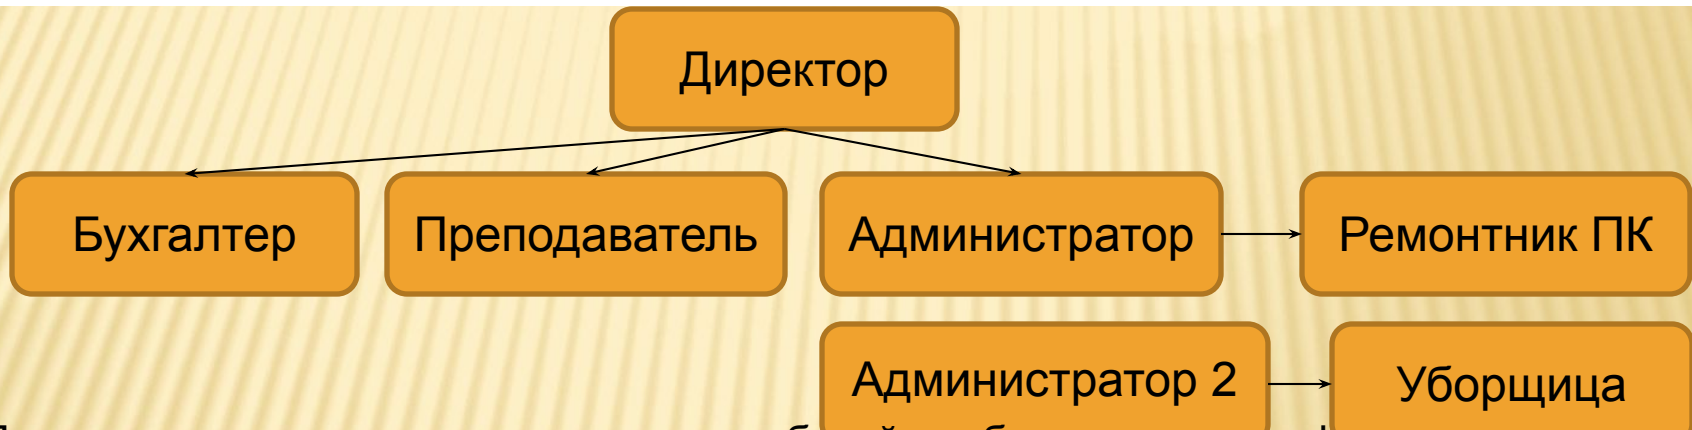 Директор
Бухгалтер
Преподаватель
Администратор
Ремонтник ПК
Администратор 2
Уборщица